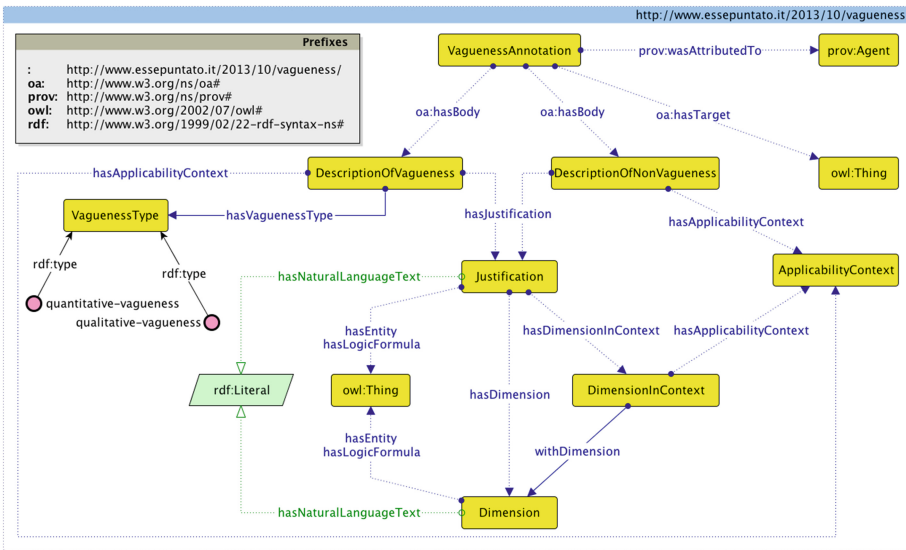 http://www.essepuntato.it/2013/10/vagueness
Prefixes
: http://www.essepuntato.it/2013/10/vagueness/
oa: http://www.w3.org/ns/oa#
prov: http://www.w3.org/ns/prov#
owl: http://www.w3.org/2002/07/owl#
rdf: http://www.w3.org/1999/02/22-rdf-syntax-ns#
VaguenessAnnotation
prov:wasAttributedTo
prov:Agent
oa:hasBody
oa:hasBody
oa:hasTarget
hasApplicabilityContext
DescriptionOfVagueness
DescriptionOfNonVagueness
owl:Thing
VaguenessType
hasVaguenessType
hasJustification
hasApplicabilityContext
rdf:type
rdf:type
hasNaturalLanguageText
Justification
ApplicabilityContext
quantitative-vagueness
qualitative-vagueness
hasEntity
hasLogicFormula
hasDimensionInContext
hasApplicabilityContext
rdf:Literal
owl:Thing
hasDimension
DimensionInContext
hasEntity
hasLogicFormula
withDimension
hasNaturalLanguageText
Dimension